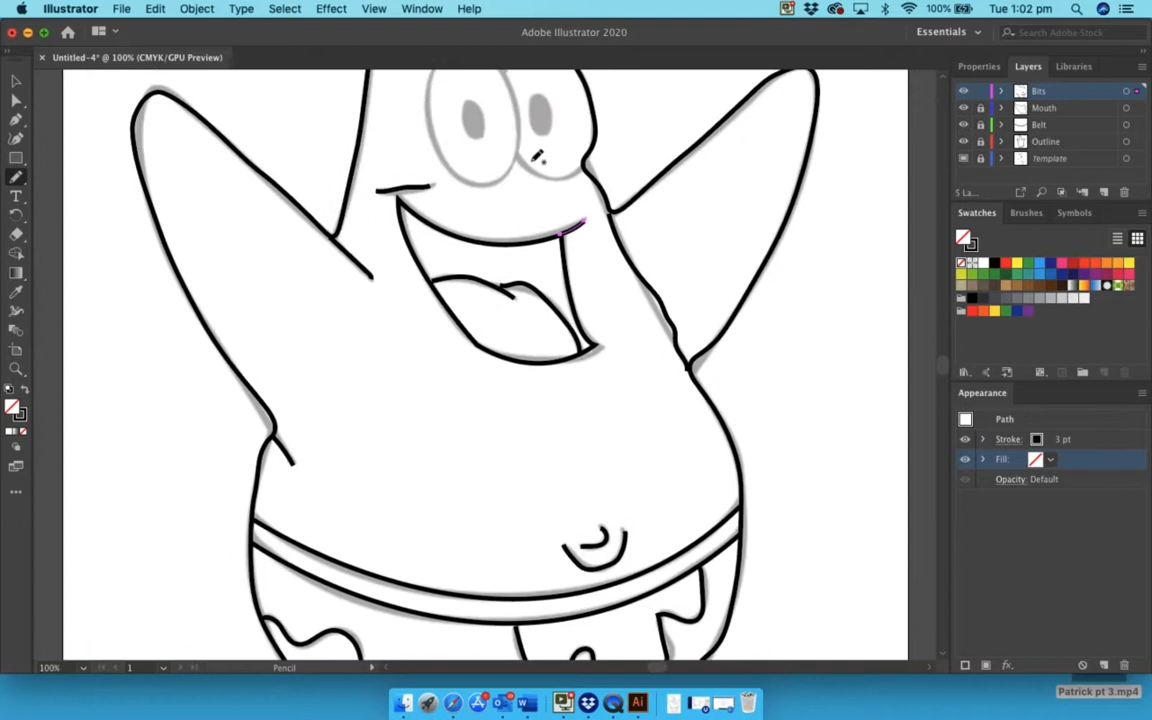 Illustrator File Edit Object Type Select Effect View Window Help 100% Tue 1:02 pm
Adobe Illustrator 2020 Essentials Search Adobe Stock
× Untitled-4* @ 100% (CMYK/GPU Preview)
Properties Layers Libraries
Bits
Mouth
Belt
Outline
Template
5 La...
Swatches Brushes Symbols
Appearance
Path
Stroke: 3 pt
Fill:
Opacity: Default
fx.
100% 1 Pencil
Patrick pt 3.mp4
W Ai